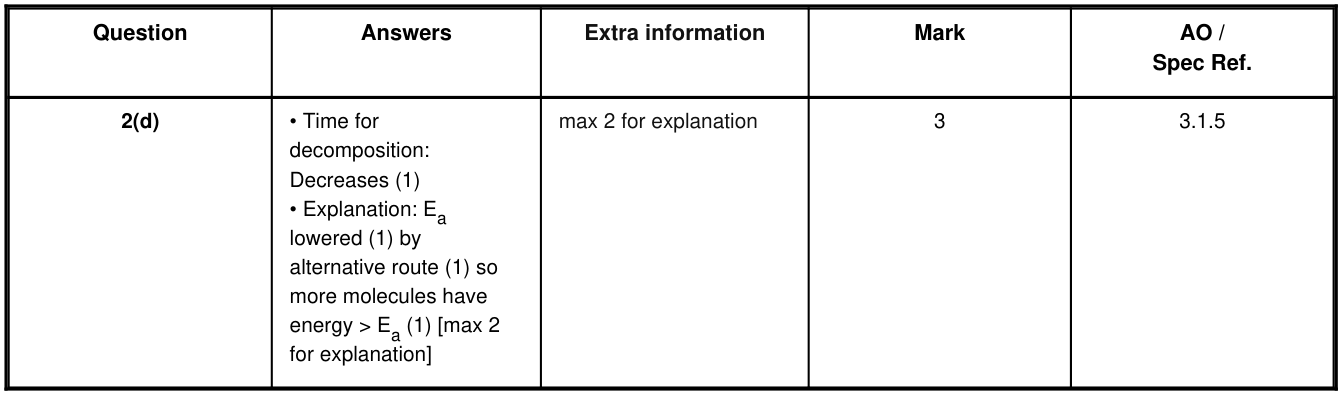 Question
Answers
Extra information
Mark
AO /
Spec Ref.
2(d)
• Time for
decomposition:
Decreases (1)
• Explanation: Ea
lowered (1) by
alternative route (1) so
more molecules have
energy > Ea (1) [max 2
for explanation]
max 2 for explanation
3
3.1.5